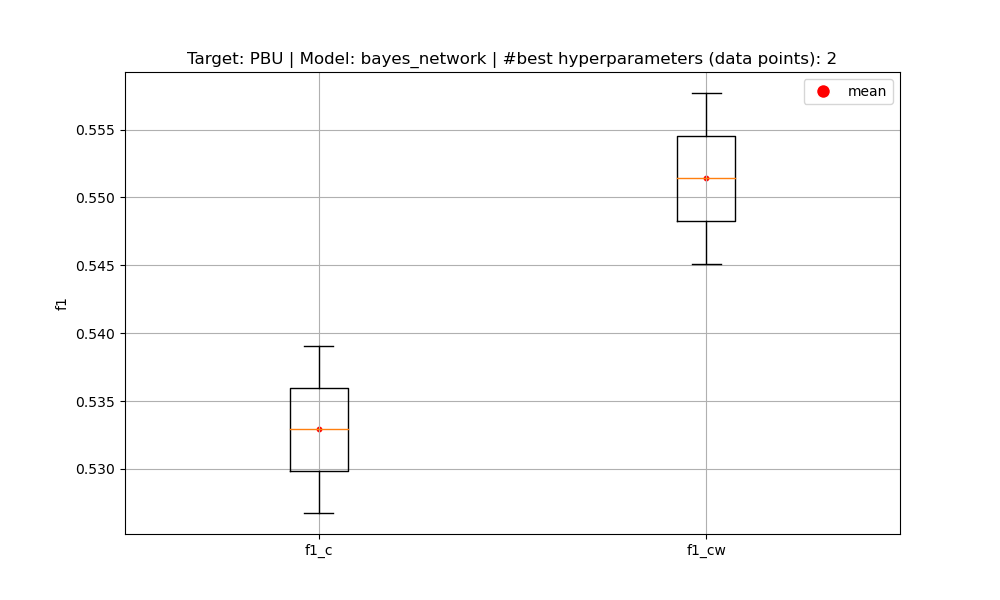 Target: PBU | Model: bayes_network | #best hyperparameters (data points): 2
mean
0.555
0.550
0.545
0.540
0.535
0.530
f1
f1_c
f1_cw